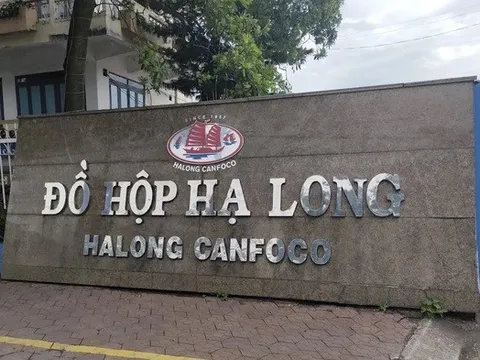 SINCE 1957
HALONG CANFOCO
ĐỒ HỘP HẠ LONG
HALONG CANFOCO